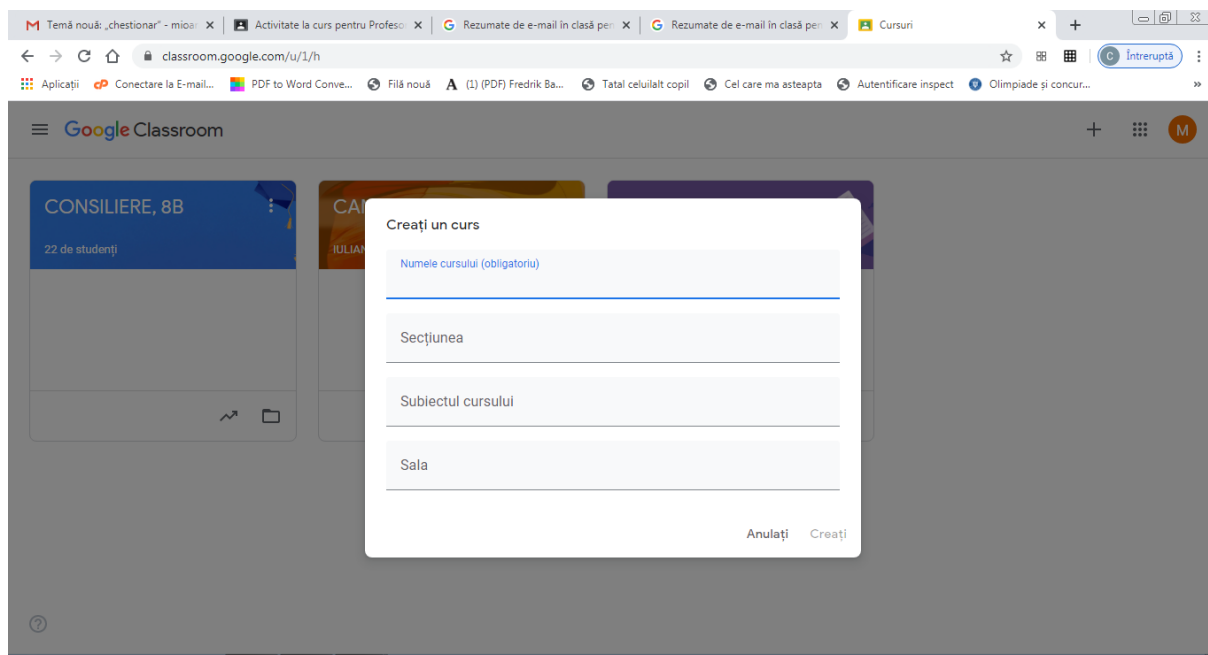 Temă nouă: „chestionar” - mioar
Activitate la curs pentru Profeso
Rezumate de e-mail în clasă pen
Rezumate de e-mail în clasă pen
Cursuri
classroom.google.com/u/1/h
Întreruptă
Aplicații
Conectare la E-mail...
PDF to Word Conve...
Filă nouă
(1) (PDF) Fredrik Ba...
Tatal celuilalt copil
Cel care ma asteapta
Autentificare inspect
Olimpiade și concur...
Google Classroom
M
CONSILIERE, 8B
22 de studenți
CAI
IULIAN
Creați un curs
Numele cursului (obligatoriu)
Secțiunea
Subiectul cursului
Sala
Anulați
Creați